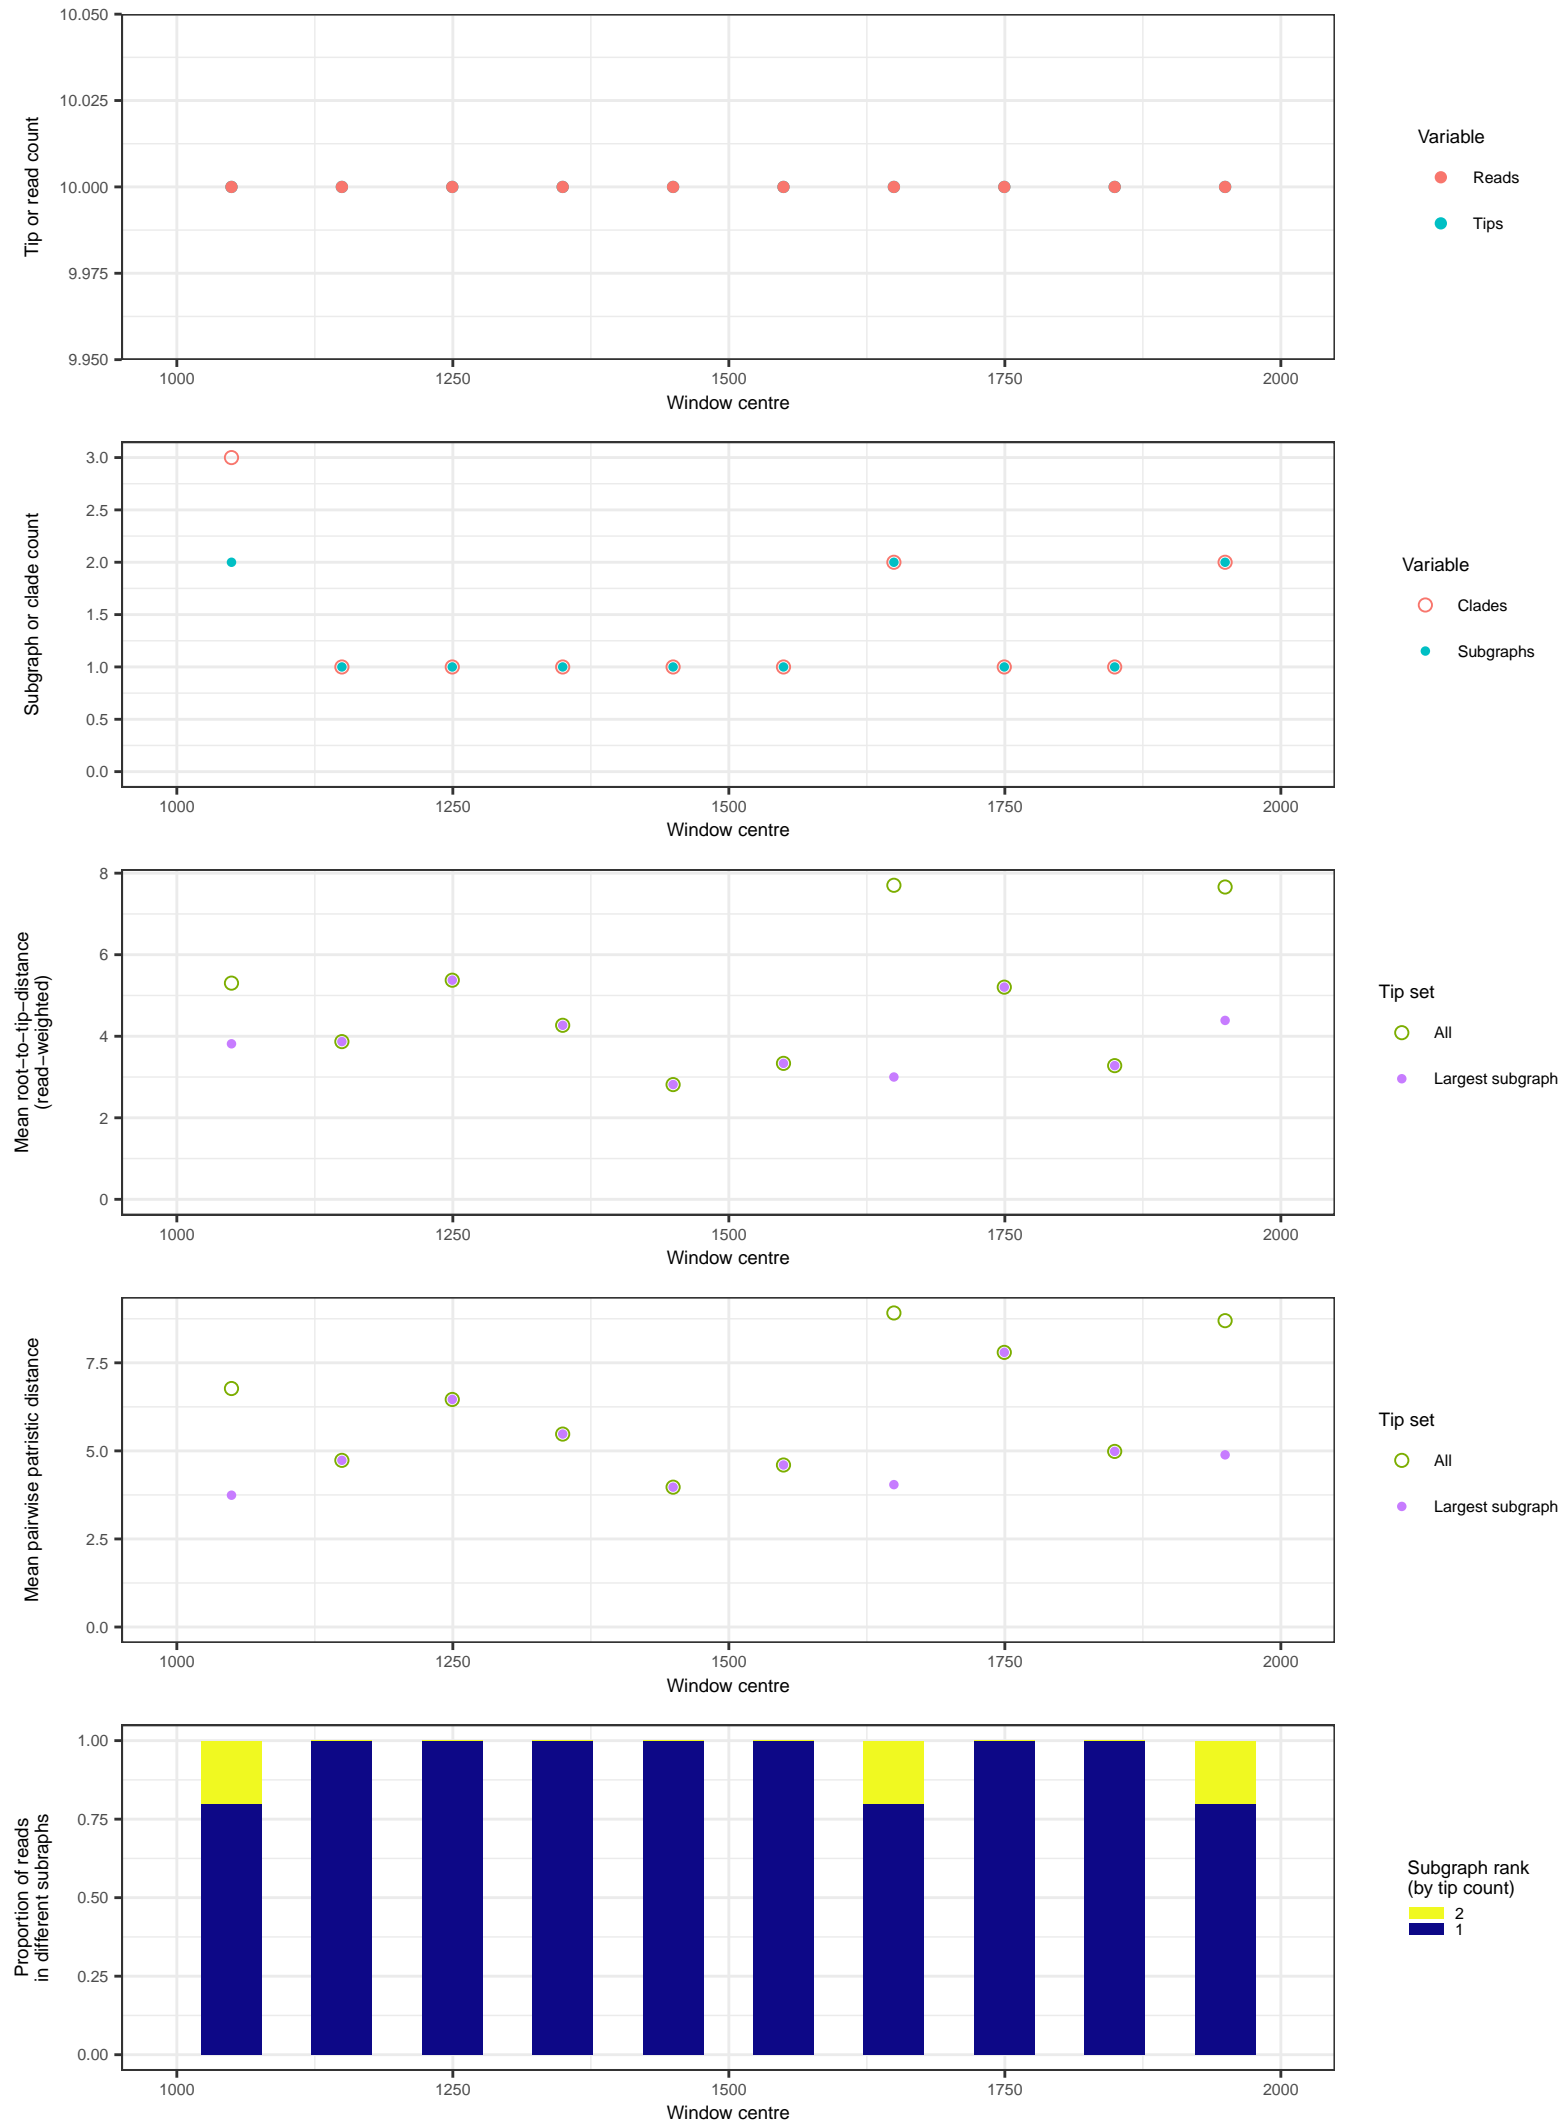 10.050
10.025
10.000
9.975
9.950
Tip or read count
1000 1250 1500 1750 2000
Window centre
Variable
Reads
Tips
3.0
2.5
2.0
1.5
1.0
0.5
0.0
Subgraph or clade count
1000 1250 1500 1750 2000
Window centre
Variable
Clades
Subgraphs
8
6
4
2
0
Mean root−to−tip−distance
(read−weighted)
1000 1250 1500 1750 2000
Window centre
Tip set
All
Largest subgraph
7.5
5.0
2.5
0.0
Mean pairwise patristic distance
1000 1250 1500 1750 2000
Window centre
Tip set
All
Largest subgraph
1.00
0.75
0.50
0.25
0.00
Proportion of reads
in different subraphs
1000 1250 1500 1750 2000
Window centre
Subgraph rank
(by tip count)
2
1